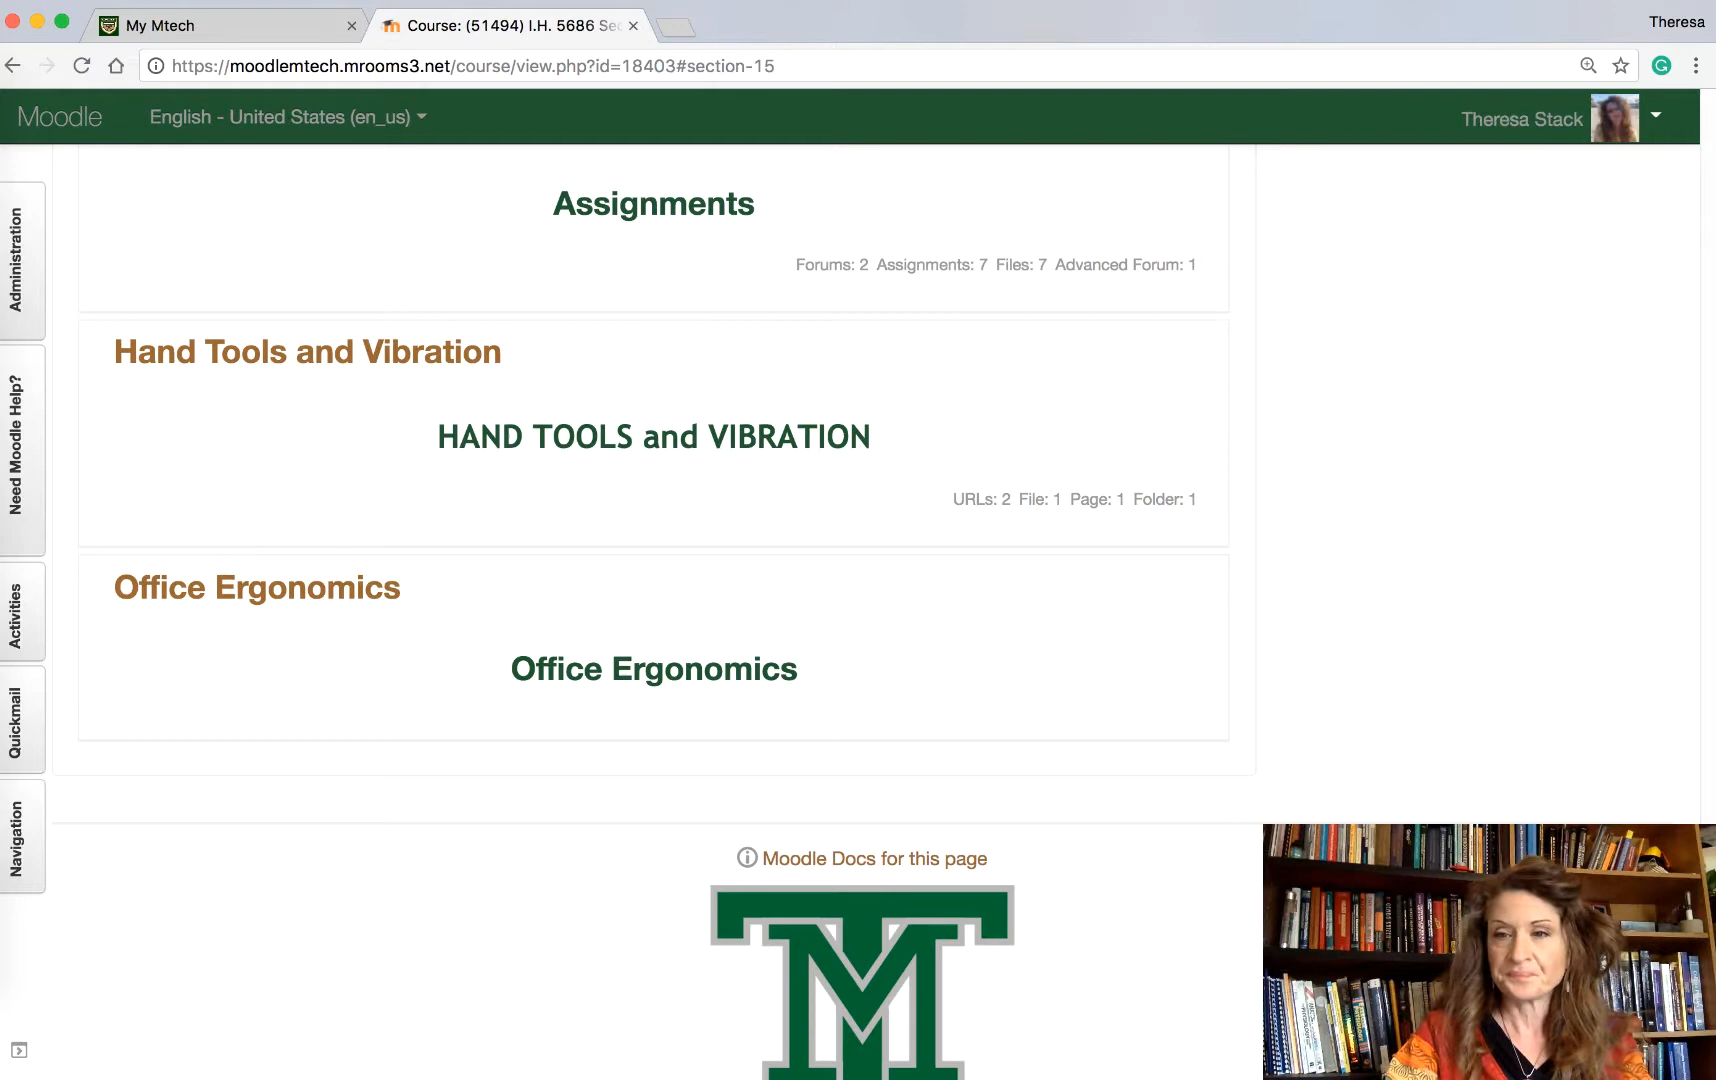 My Mtech
Course: (51494) I.H. 5686 Sec
Theresa
https://moodlemtech.mrooms3.net/course/view.php?id=18403#section-15
Moodle
English - United States (en_us)
Theresa Stack
Administration
Need Moodle Help?
Activities
Quickmail
Navigation
Assignments
Forums: 2 Assignments: 7 Files: 7 Advanced Forum: 1
Hand Tools and Vibration
HAND TOOLS and VIBRATION
URLs: 2 File: 1 Page: 1 Folder: 1
Office Ergonomics
Office Ergonomics
Moodle Docs for this page